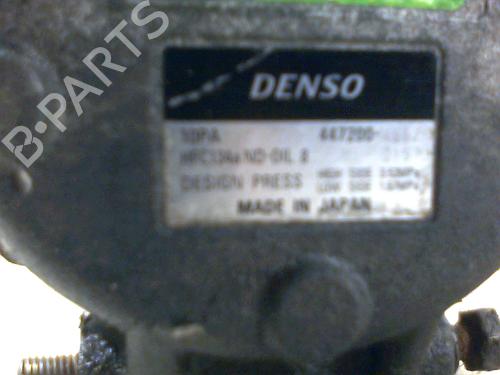 B-PARTS
DENSO
10PA 447200-
HFC134a ND-OIL 8
DESIGN PRESS HIGH SIDE
LOW SIDE
MADE IN JAPAN